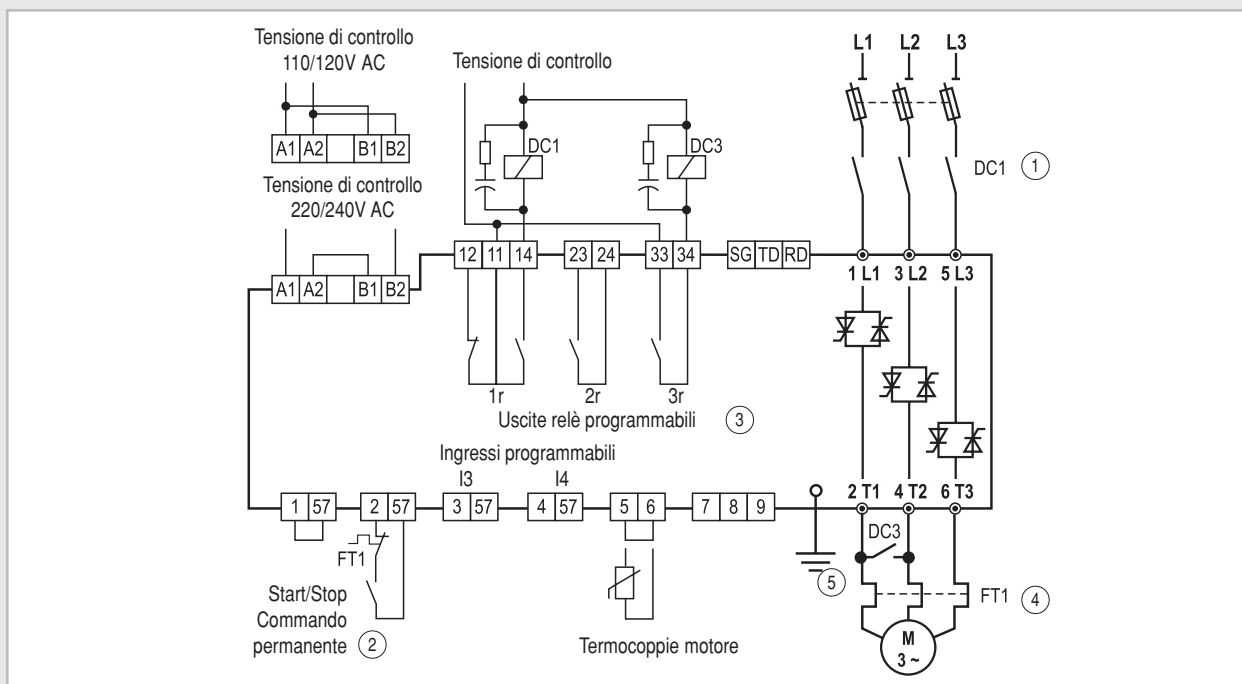 Tensione di controllo
110/120V AC
A1 A2 B1 B2
Tensione di controllo
220/240V AC
A1 A2 B1 B2
Tensione di controllo
DC1
DC3
L1 L2 L3
DC1 1
12 11 14 23 24 33 34 SG TD RD
1 L1 3 L2 5 L3
1r 2r 3r
Uscite relè programmabili 3
Ingressi programmabili
I3 I4
1 57 2 57 3 57 4 57 5 6 7 8 9
2 T1 4 T2 6 T3
FT1
Start/Stop
Commando
permanente 2
Termocoppie motore
5
DC3
FT1 4
M
3 ~